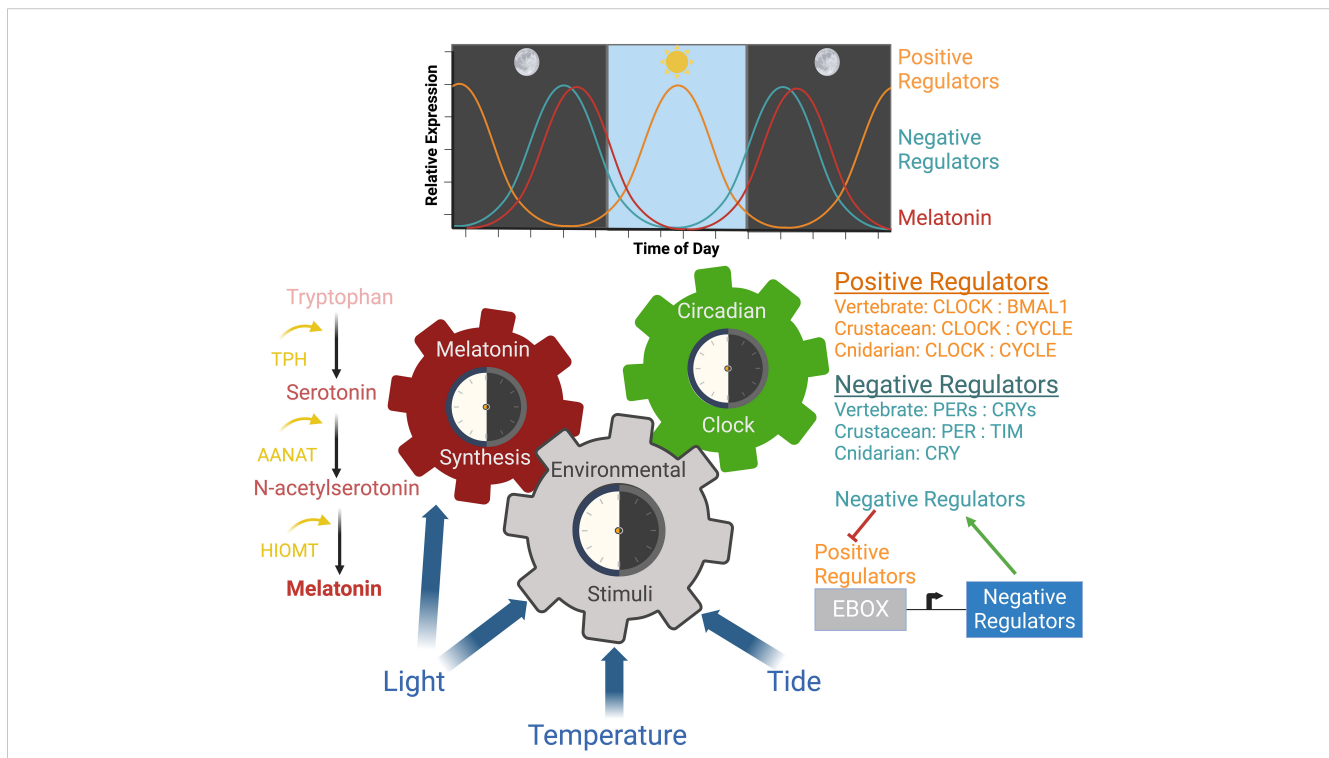 Positive
Regulators
Negative
Regulators
Melatonin
Relative Expression
Time of Day
Tryptophan
TPH
Serotonin
AANAT
N-acetylserotonin
HIOMT
Melatonin
Melatonin
Synthesis
Circadian
Clock
Environmental
Stimuli
Light
Temperature
Tide
Positive Regulators
Vertebrate: CLOCK : BMAL1
Crustacean: CLOCK : CYCLE
Cnidarian: CLOCK : CYCLE
Negative Regulators
Vertebrate: PERs : CRYs
Crustacean: PER : TIM
Cnidarian: CRY
Negative Regulators
Positive
Regulators
EBOX
Negative
Regulators